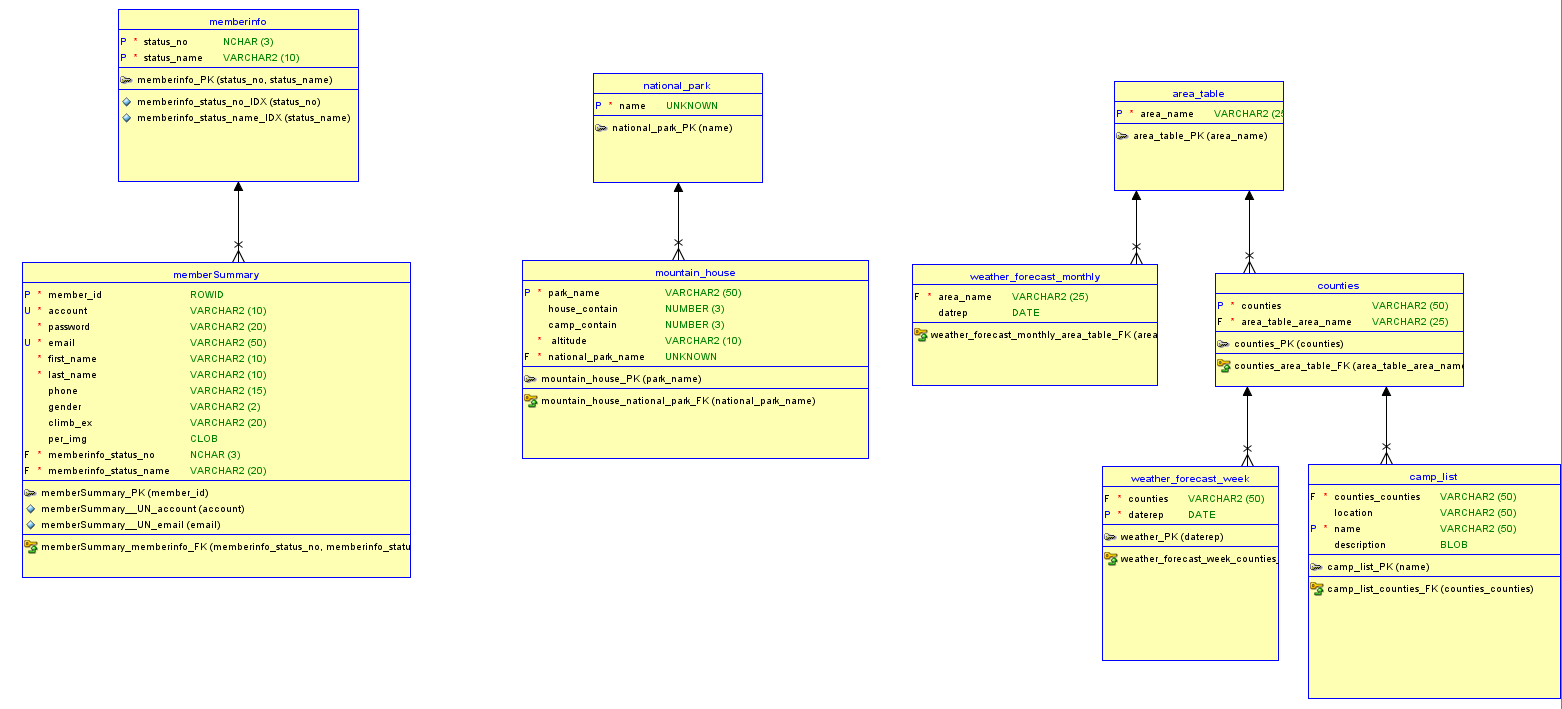 memberinfo
P * status_no NCHAR (3)
P * status_name VARCHAR2 (10)
memberinfo_PK (status_no, status_name)
memberinfo_status_no_IDX (status_no)
memberinfo_status_name_IDX (status_name)
memberSummary
P * member_id ROWID
U * account VARCHAR2 (10)
* password VARCHAR2 (20)
U * email VARCHAR2 (50)
* first_name VARCHAR2 (10)
* last_name VARCHAR2 (10)
phone VARCHAR2 (15)
gender VARCHAR2 (2)
climb_ex VARCHAR2 (20)
per_img CLOB
F * memberinfo_status_no NCHAR (3)
F * memberinfo_status_name VARCHAR2 (20)
memberSummary_PK (member_id)
memberSummary__UN_account (account)
memberSummary__UN_email (email)
memberSummary_memberinfo_FK (memberinfo_status_no, memberinfo_statu
national_park
P * name UNKNOWN
national_park_PK (name)
mountain_house
P * park_name VARCHAR2 (50)
house_contain NUMBER (3)
camp_contain NUMBER (3)
* altitude VARCHAR2 (10)
F * national_park_name UNKNOWN
mountain_house_PK (park_name)
mountain_house_national_park_FK (national_park_name)
area_table
P * area_name VARCHAR2 (25
area_table_PK (area_name)
weather_forecast_monthly
F * area_name VARCHAR2 (25)
datrep DATE
weather_forecast_monthly_area_table_FK (area
counties
P * counties VARCHAR2 (50)
F * area_table_area_name VARCHAR2 (25)
counties_PK (counties)
counties_area_table_FK (area_table_area_name
weather_forecast_week
F * counties VARCHAR2 (50)
P * daterep DATE
weather_PK (daterep)
weather_forecast_week_counties_
camp_list
F * counties_counties VARCHAR2 (50)
location VARCHAR2 (50)
P * name VARCHAR2 (50)
description BLOB
camp_list_PK (name)
camp_list_counties_FK (counties_counties)